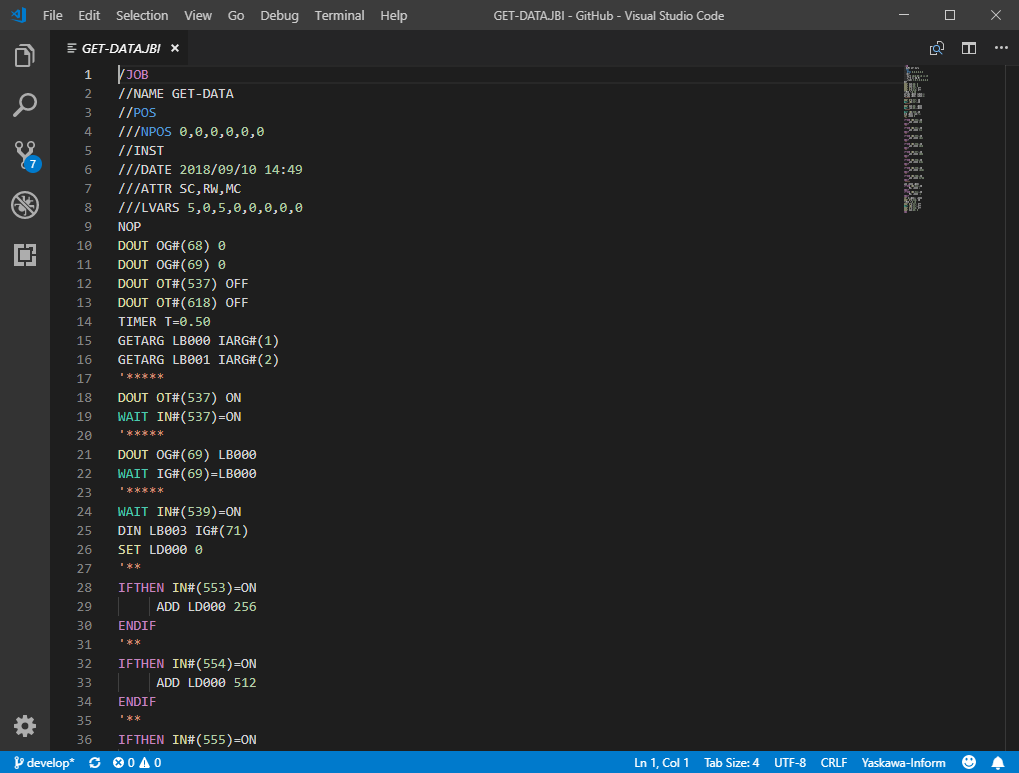 File Edit Selection View Go Debug Terminal Help GET-DATA.JBI - GitHub - Visual Studio Code
GET-DATA.JBI
1 /JOB
2 //NAME GET-DATA
3 //POS
4 ///NPOS 0,0,0,0,0,0
5 //INST
6 ///DATE 2018/09/10 14:49
7 ///ATTR SC,RW,MC
8 ///LVARS 5,0,5,0,0,0,0,0
9 NOP
10 DOUT OG#(68) 0
11 DOUT OG#(69) 0
12 DOUT OT#(537) OFF
13 DOUT OT#(618) OFF
14 TIMER T=0.50
15 GETARG LB000 IARG#(1)
16 GETARG LB001 IARG#(2)
17 '*****
18 DOUT OT#(537) ON
19 WAIT IN#(537)=ON
20 '*****
21 DOUT OG#(69) LB000
22 WAIT IG#(69)=LB000
23 '*****
24 WAIT IN#(539)=ON
25 DIN LB003 IG#(71)
26 SET LD000 0
27 '**
28 IFTHEN IN#(553)=ON
29 ADD LD000 256
30 ENDIF
31 '**
32 IFTHEN IN#(554)=ON
33 ADD LD000 512
34 ENDIF
35 '**
36 IFTHEN IN#(555)=ON
7
develop* 0 0 Ln 1, Col 1 Tab Size: 4 UTF-8 CRLF Yaskawa-Inform